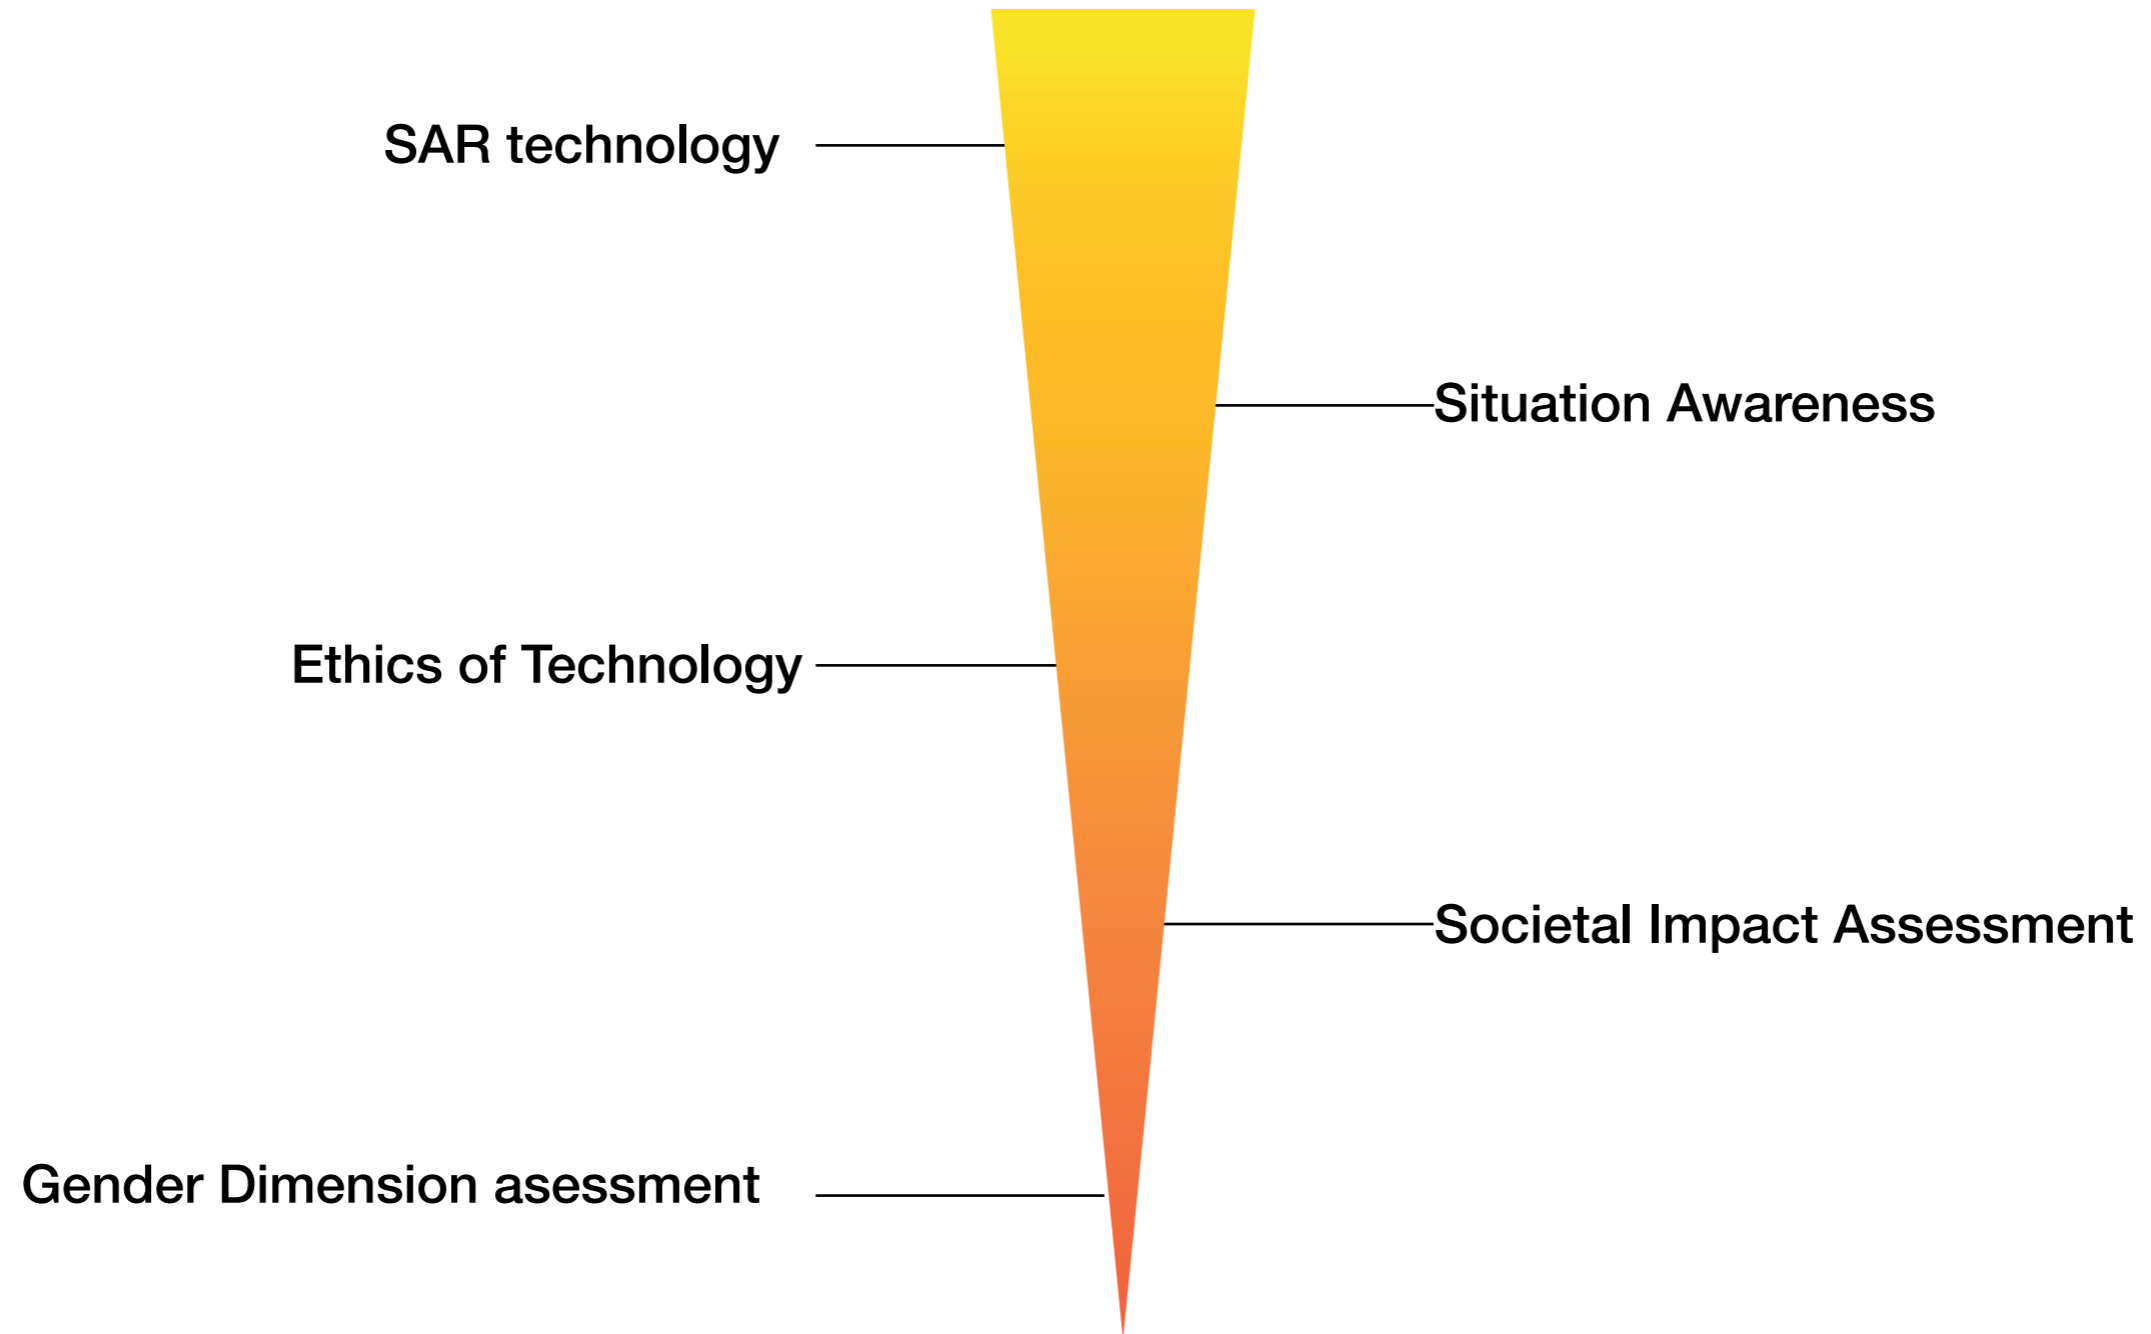 SAR technology
Situation Awareness
Ethics of Technology
Societal Impact Assessment
Gender Dimension asessment